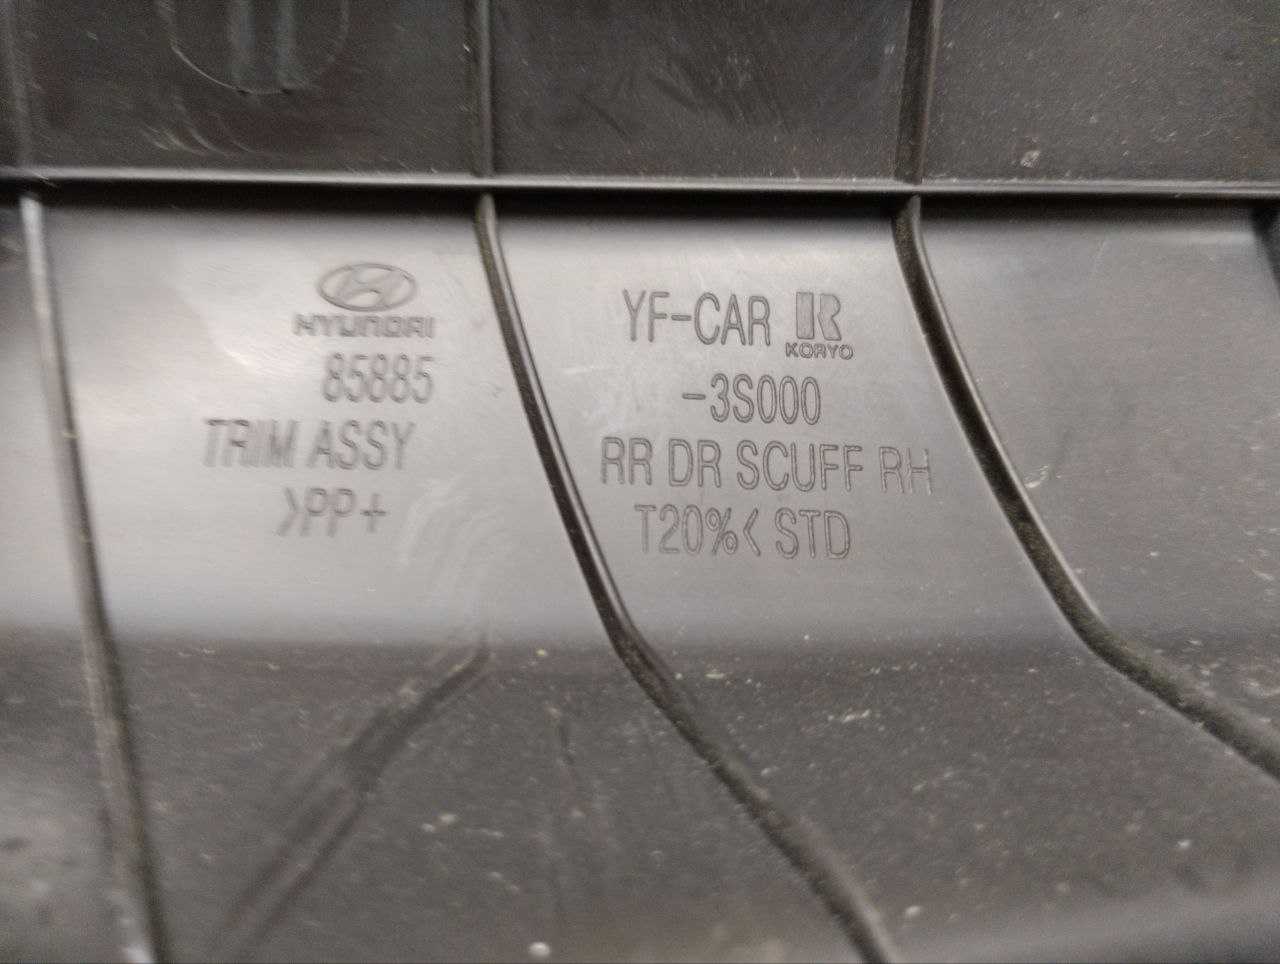 HYUNDAI YF-CAR KORYO
85885 -3S000
TRIM ASSY RR DR SCUFF RH
>PP+ T20%< STD